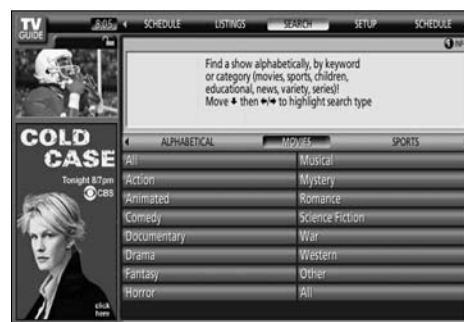 TV GUIDE
8:05 SCHEDULE LISTINGS SEARCH SETUP SCHEDULE
Find a show alphabetically, by keyword
or category (movies, sports, children,
educational, news, variety, series)!
Move ↓ then ←/→ to highlight search type
ALPHABETICAL MOVIES SPORTS
COLD
CASE
Tonight 8/7pm
CBS
click
here
All Musical
Action Mystery
Animated Romance
Comedy Science Fiction
Documentary War
Drama Western
Fantasy Other
Horror All